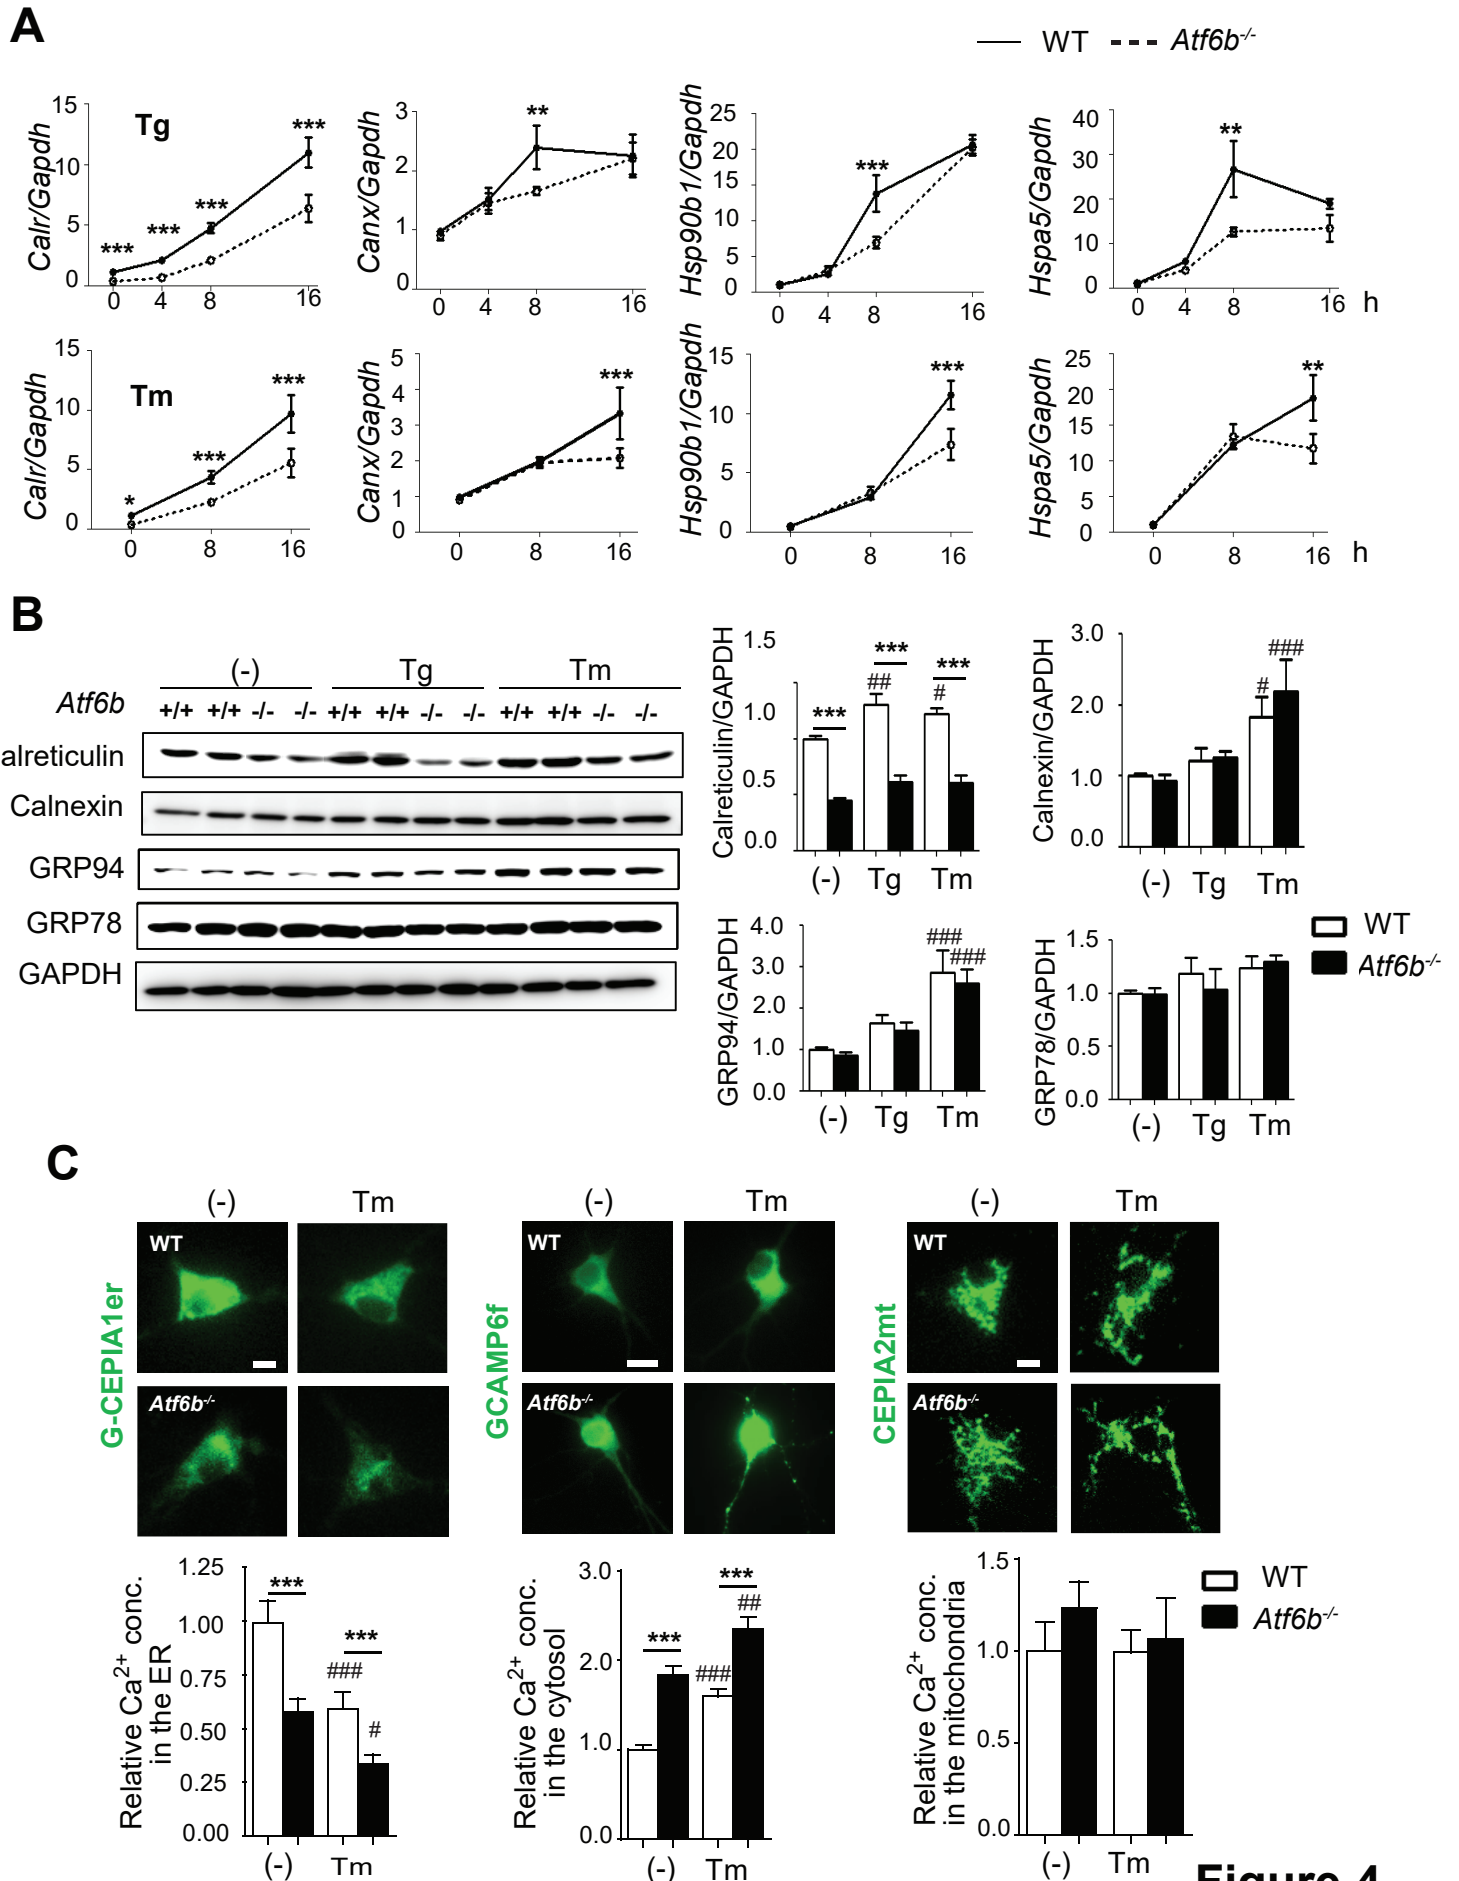 A
WT Atf6b-/-
Tg
Calr/Gapdh
15
10
5
0
***
***
***
***
0 4 8 16
Canx/Gapdh
3
2
1
0
**
0 4 8 16
Hsp90b1/Gapdh
25
20
15
10
5
0
***
0 4 8 16
Hspa5/Gapdh
40
30
20
10
0
**
0 4 8 16 h
Tm
Calr/Gapdh
15
10
5
0
*
***
***
0 8 16
Canx/Gapdh
5
4
3
2
1
0
***
0 8 16
Hsp90b1/Gapdh
15
10
5
0
***
0 8 16
Hspa5/Gapdh
25
20
15
10
5
0
**
0 8 16 h
B
(-) Tg Tm
Atf6b +/+ +/+ -/- -/- +/+ +/+ -/- -/- +/+ +/+ -/- -/-
alreticulin
Calnexin
GRP94
GRP78
GAPDH
Calreticulin/GAPDH
1.5
1.0
0.5
0.0
***
## ***
# ***
(-) Tg Tm
Calnexin/GAPDH
3.0
2.0
1.0
0.0
# ###
(-) Tg Tm
GRP94/GAPDH
4.0
3.0
2.0
1.0
0.0
###
###
(-) Tg Tm
GRP78/GAPDH
1.5
1.0
0.5
0.0
(-) Tg Tm
WT
Atf6b-/-
C
(-) Tm
G-CEPIA1er
WT
Atf6b-/-
(-) Tm
GCAMP6f
WT
Atf6b-/-
(-) Tm
CEPIA2mt
WT
Atf6b-/-
Relative Ca2+ conc.
in the ER
1.25
1.00
0.75
0.50
0.25
0.00
***
***
###
#
(-) Tm
Relative Ca2+ conc.
in the cytosol
3.0
2.0
1.0
0.0
***
***
###
##
(-) Tm
Relative Ca2+ conc.
in the mitochondria
1.5
1.0
0.5
0.0
(-) Tm
WT
Atf6b-/-
Figure 4